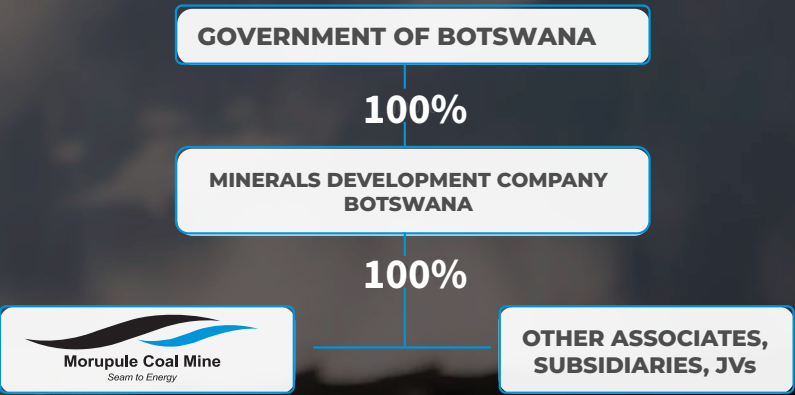 GOVERNMENT OF BOTSWANA
100%
MINERALS DEVELOPMENT COMPANY
BOTSWANA
100%
Morupule Coal Mine
Seam to Energy
OTHER ASSOCIATES,
SUBSIDIARIES, JVs